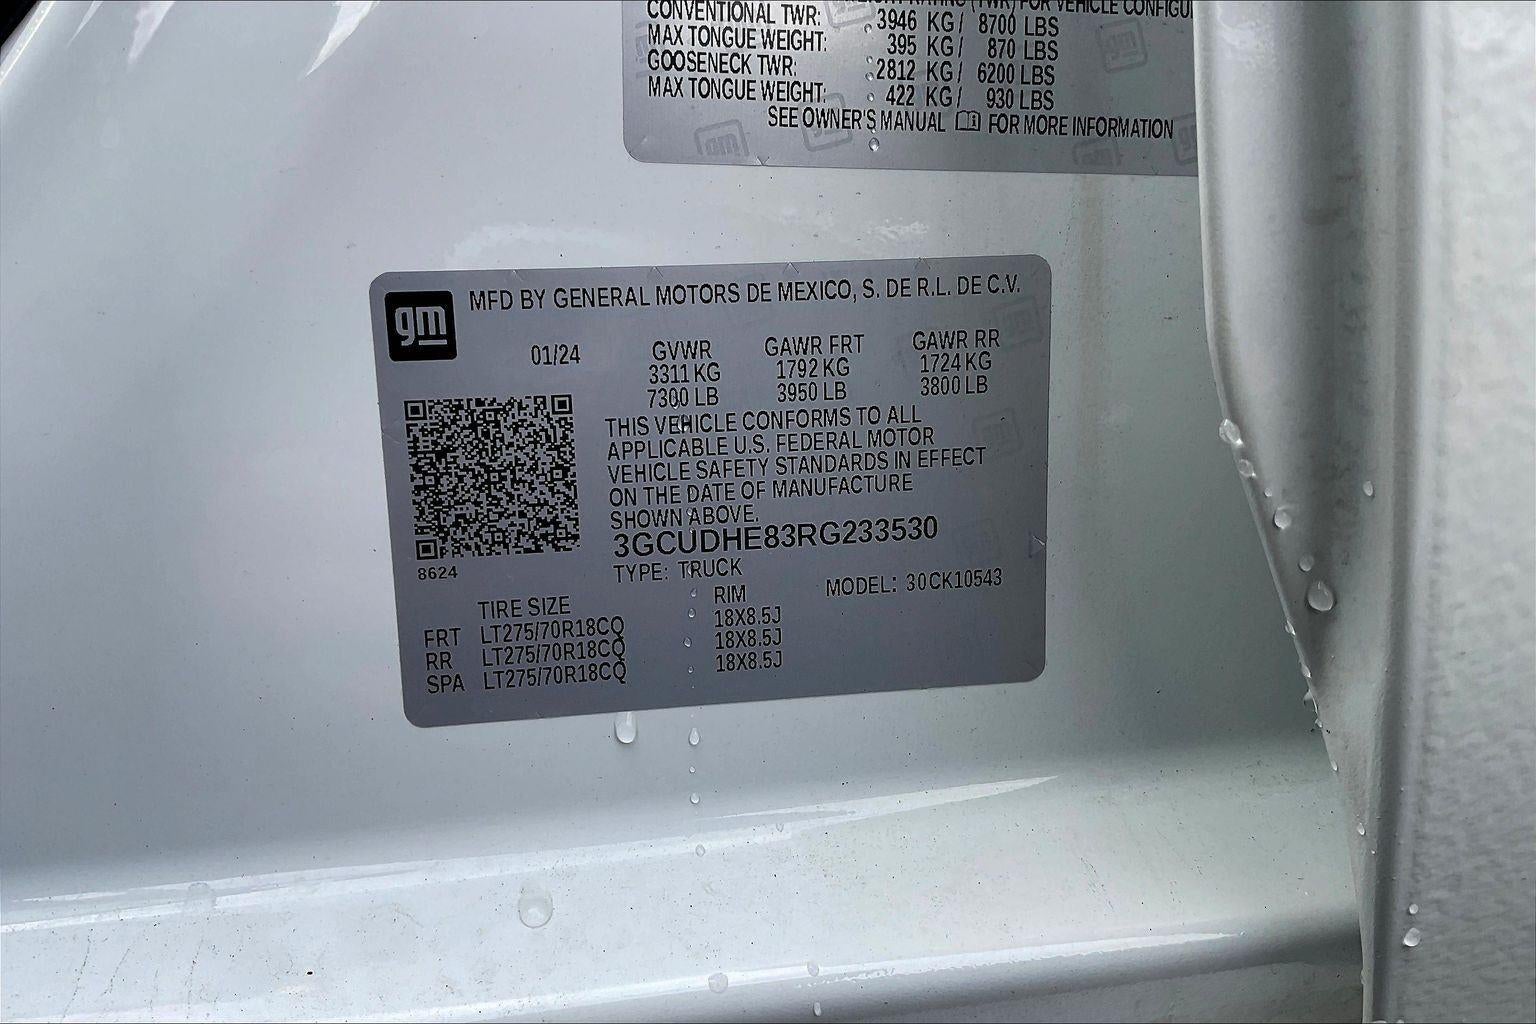 (TWR) FOR VEHICLE
CONVENTIONAL TWR: 3946 KG/ 8700 LBS
MAX TONGUE WEIGHT: 395 KG/ 870 LBS
GOOSENECK TWR: 2812 KG/ 6200 LBS
MAX TONGUE WEIGHT: 422 KG/ 930 LBS
SEE OWNER'S MANUAL FOR MORE INFORMATION
gm MFD BY GENERAL MOTORS DE MEXICO, S. DE R.L. DE C.V.
01/24 GVWR GAWR FRT GAWR RR
3311 KG 1792 KG 1724 KG
7300 LB 3950 LB 3800 LB
THIS VEHICLE CONFORMS TO ALL
APPLICABLE U.S. FEDERAL MOTOR
VEHICLE SAFETY STANDARDS IN EFFECT
ON THE DATE OF MANUFACTURE
SHOWN ABOVE.
3GCUDHE83RG233530
8624
TYPE: TRUCK MODEL: 30CK10543
TIRE SIZE RIM
FRT LT275/70R18CQ 18X8.5J
RR LT275/70R18CQ 18X8.5J
SPA LT275/70R18CQ 18X8.5J